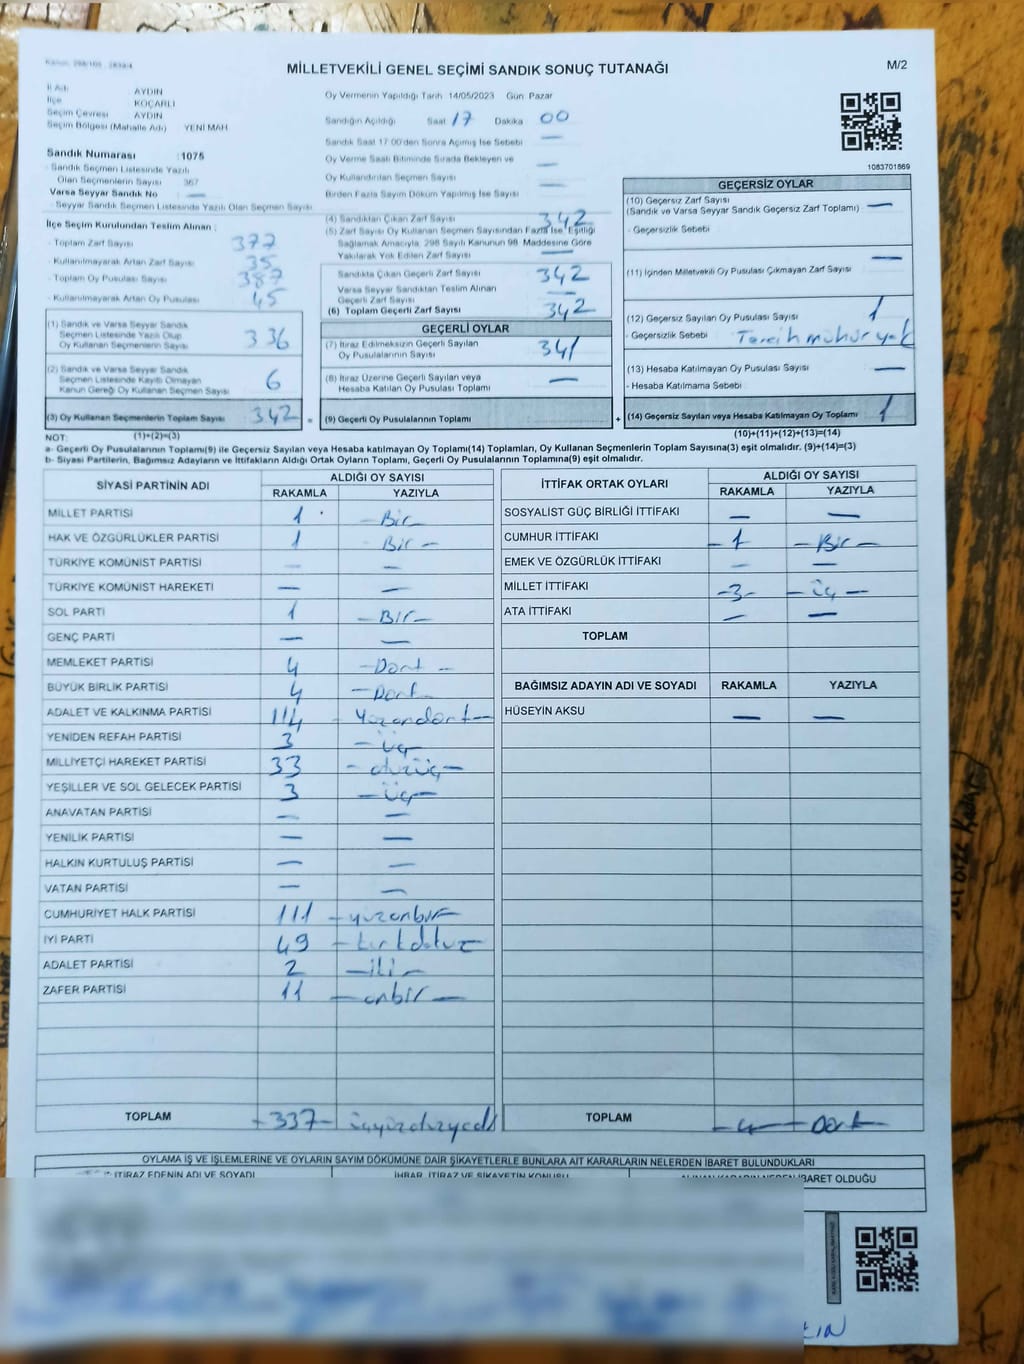 MİLLETVEKİLİ GENEL SEÇİMİ SANDIK SONUÇ TUTANAĞI
M/2
İl Adı : AYDIN
İlçe : KOÇARLI
Seçim Çevresi : AYDIN
Seçim Bölgesi (Mahalle Adı) : YENİ MAH
Sandık Numarası : 1075
- Sandık Seçmen Listesinde Yazılı
Olan Seçmenlerin Sayısı : 367
Varsa Seyyar Sandık No : —
- Seyyar Sandık Seçmen Listesinde Yazılı Olan Seçmen Sayısı
İlçe Seçim Kurulundan Teslim Alınan :
- Toplam Zarf Sayısı 377
- Kullanılmayarak Artan Zarf Sayısı 35
- Toplam Oy Pusulası Sayısı 387
- Kullanılmayarak Artan Oy Pusulası 45
(1) Sandık ve Varsa Seyyar Sandık
Seçmen Listesinde Yazılı Olup
Oy Kullanan Seçmenlerin Sayısı 336
(2) Sandık ve Varsa Seyyar Sandık
Seçmen Listesinde Kayıtlı Olmayan
Kanun Gereği Oy Kullanan Seçmen Sayısı 6
(3) Oy Kullanan Seçmenlerin Toplam Sayısı 342 =
(1)+(2)=(3)
Oy Vermenin Yapıldığı Tarih 14/05/2023 Gün Pazar
Sandığın Açıldığı Saat 17 Dakika 00
Sandık Saat 17:00'den Sonra Açılmış İse Sebebi —
Oy Verme Saati Bitiminde Sırada Bekleyen ve —
Oy Kullandırılan Seçmen Sayısı —
Birden Fazla Sayım Döküm Yapılmış İse Sayısı
(4) Sandıktan Çıkan Zarf Sayısı 342
(5) Zarf Sayısı Oy Kullanan Seçmen Sayısından Fazla İse Eşitliği
Sağlamak Amacıyla, 298 Sayılı Kanunun 98. Maddesine Göre
Yakılarak Yok Edilen Zarf Sayısı —
Sandıkta Çıkan Geçerli Zarf Sayısı 342
Varsa Seyyar Sandıktan Teslim Alınan
Geçerli Zarf Sayısı —
(6) Toplam Geçerli Zarf Sayısı 342
GEÇERLİ OYLAR
(7) İtiraz Edilmeksizin Geçerli Sayılan
Oy Pusulalarının Sayısı 341
(8) İtiraz Üzerine Geçerli Sayılan veya
Hesaba Katılan Oy Pusulaları Toplamı —
(9) Geçerli Oy Pusulalarının Toplamı +
1083701869
GEÇERSİZ OYLAR
(10) Geçersiz Zarf Sayısı
(Sandık ve Varsa Seyyar Sandık Geçersiz Zarf Toplamı) —
- Geçersizlik Sebebi
(11) İçinden Milletvekili Oy Pusulası Çıkmayan Zarf Sayısı —
(12) Geçersiz Sayılan Oy Pusulası Sayısı 1
- Geçersizlik Sebebi Tercih mühür yok
(13) Hesaba Katılmayan Oy Pusulası Sayısı —
- Hesaba Katılmama Sebebi
(14) Geçersiz Sayılan veya Hesaba Katılmayan Oy Toplamı 1
(10)+(11)+(12)+(13)=(14)
NOT:
a- Geçerli Oy Pusulalarının Toplamı(9) ile Geçersiz Sayılan veya Hesaba katılmayan Oy Toplamı(14) Toplamları, Oy Kullanan Seçmenlerin Toplam Sayısına(3) eşit olmalıdır. (9)+(14)=(3)
b- Siyasi Partilerin, Bağımsız Adayların ve İttifakların Aldığı Ortak Oyların Toplamı, Geçerli Oy Pusulalarının Toplamına(9) eşit olmalıdır.
SİYASİ PARTİNİN ADI ALDIĞI OY SAYISI
RAKAMLA YAZIYLA
MİLLET PARTİSİ 1 - Bir -
HAK VE ÖZGÜRLÜKLER PARTİSİ 1 - Bir -
TÜRKİYE KOMÜNİST PARTİSİ — —
TÜRKİYE KOMÜNİST HAREKETİ — —
SOL PARTİ 1 - Bir -
GENÇ PARTİ — —
MEMLEKET PARTİSİ 4 - Dört -
BÜYÜK BİRLİK PARTİSİ 4 - Dört
ADALET VE KALKINMA PARTİSİ 114 - Yüzondört -
YENİDEN REFAH PARTİSİ 3 - üç
MİLLİYETÇİ HAREKET PARTİSİ 33 - otuzüç -
YEŞİLLER VE SOL GELECEK PARTİSİ 3 - üç -
ANAVATAN PARTİSİ — —
YENİLİK PARTİSİ — —
HALKIN KURTULUŞ PARTİSİ — —
VATAN PARTİSİ — —
CUMHURİYET HALK PARTİSİ 111 - yüzonbir -
İYİ PARTİ 49 - kırkdokuz
ADALET PARTİSİ 2 - iki -
ZAFER PARTİSİ 11 - onbir -
TOPLAM -337- üçyüzotuzyedi
İTTİFAK ORTAK OYLARI ALDIĞI OY SAYISI
RAKAMLA YAZIYLA
SOSYALİST GÜÇ BİRLİĞİ İTTİFAKI — —
CUMHUR İTTİFAKI - 1 - Bir -
EMEK VE ÖZGÜRLÜK İTTİFAKI — —
MİLLET İTTİFAKI -3- - üç -
ATA İTTİFAKI — —
TOPLAM
BAĞIMSIZ ADAYIN ADI VE SOYADI RAKAMLA YAZIYLA
HÜSEYİN AKSU — —
TOPLAM -4- Dört
OYLAMA İŞ VE İŞLEMLERİNE VE OYLARIN SAYIM DÖKÜMÜNE DAİR ŞİKAYETLERLE BUNLARA AİT KARARLARIN NELERDEN İBARET BULUNDUKLARI
İTİRAZ EDENİN ADI VE SOYADI
İHBAR, İTİRAZ VE ŞİKAYETİN KONUSU
İBARET OLDUĞU